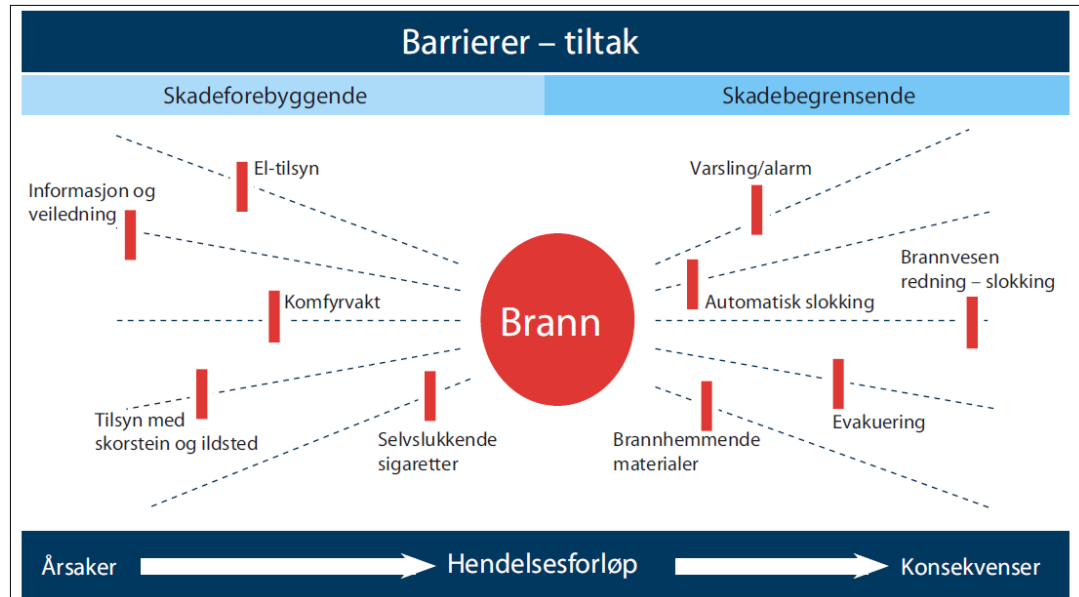 Barrierer – tiltak
Skadeforebyggende
Skadebegrensende
El-tilsyn
Informasjon og
veiledning
Komfyrvakt
Tilsyn med
skorstein og ildsted
Selvslukkende
sigaretter
Brann
Varsling/alarm
Automatisk slokking
Brannvesen
redning – slokking
Evakuering
Brannhemmende
materialer
Årsaker
Hendelsesforløp
Konsekvenser